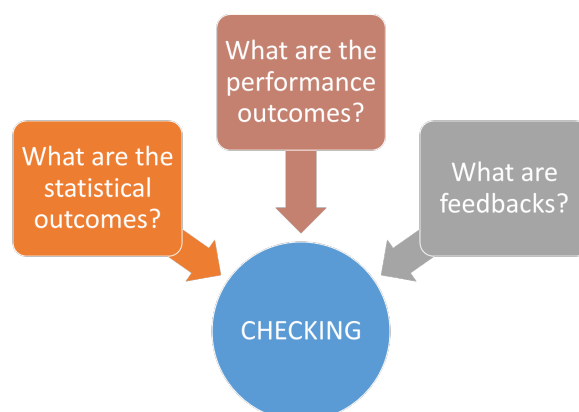 What are the
performance
outcomes?
What are the
statistical
outcomes?
What are
feedbacks?
CHECKING